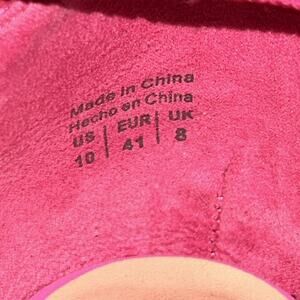 Made in China
Hecho en China
US | EUR | UK
10 | 41 | 8